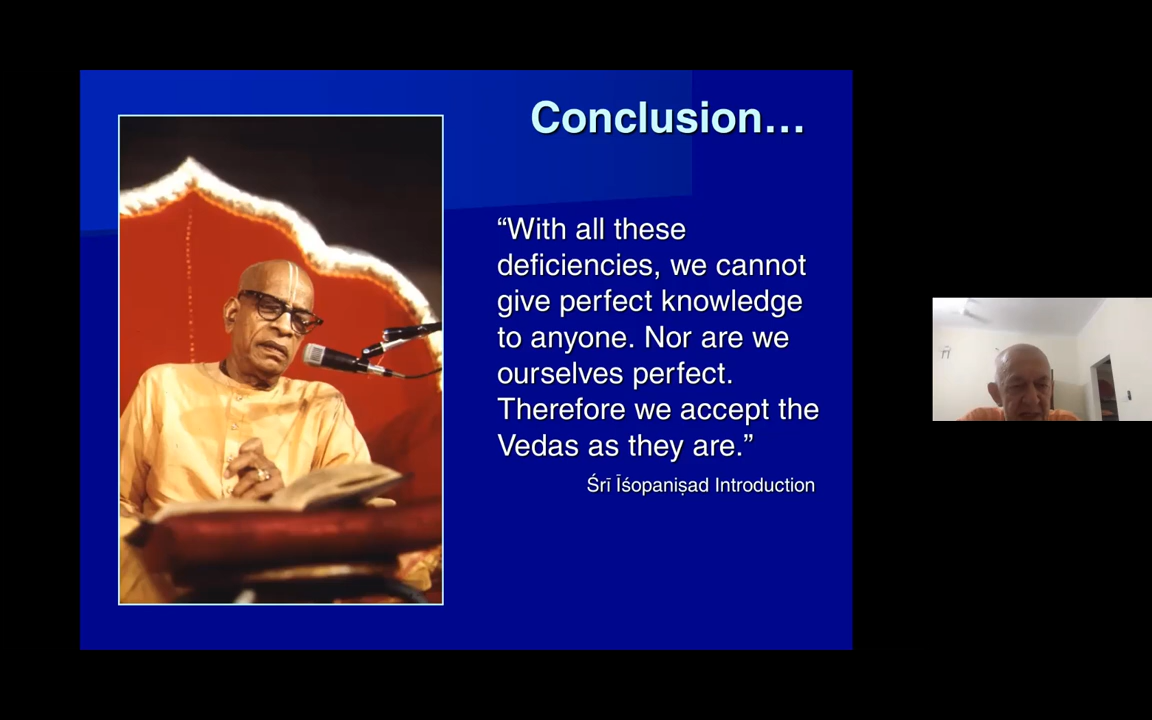 Conclusion…
“With all these
deficiencies, we cannot
give perfect knowledge
to anyone. Nor are we
ourselves perfect.
Therefore we accept the
Vedas as they are.”
Śrī Īśopaniṣad Introduction